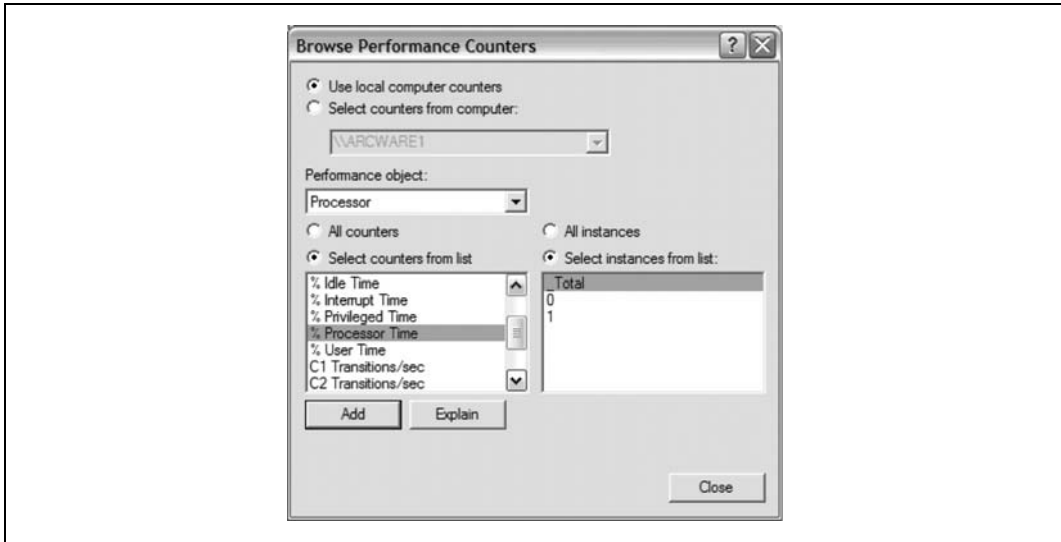 Browse Performance Counters
Use local computer counters
Select counters from computer:
\\ARCWARE1
Performance object:
Processor
All counters
All instances
Select counters from list
Select instances from list:
% Idle Time
% Interrupt Time
% Privileged Time
% Processor Time
% User Time
C1 Transitions/sec
C2 Transitions/sec
_Total
0
1
Add
Explain
Close